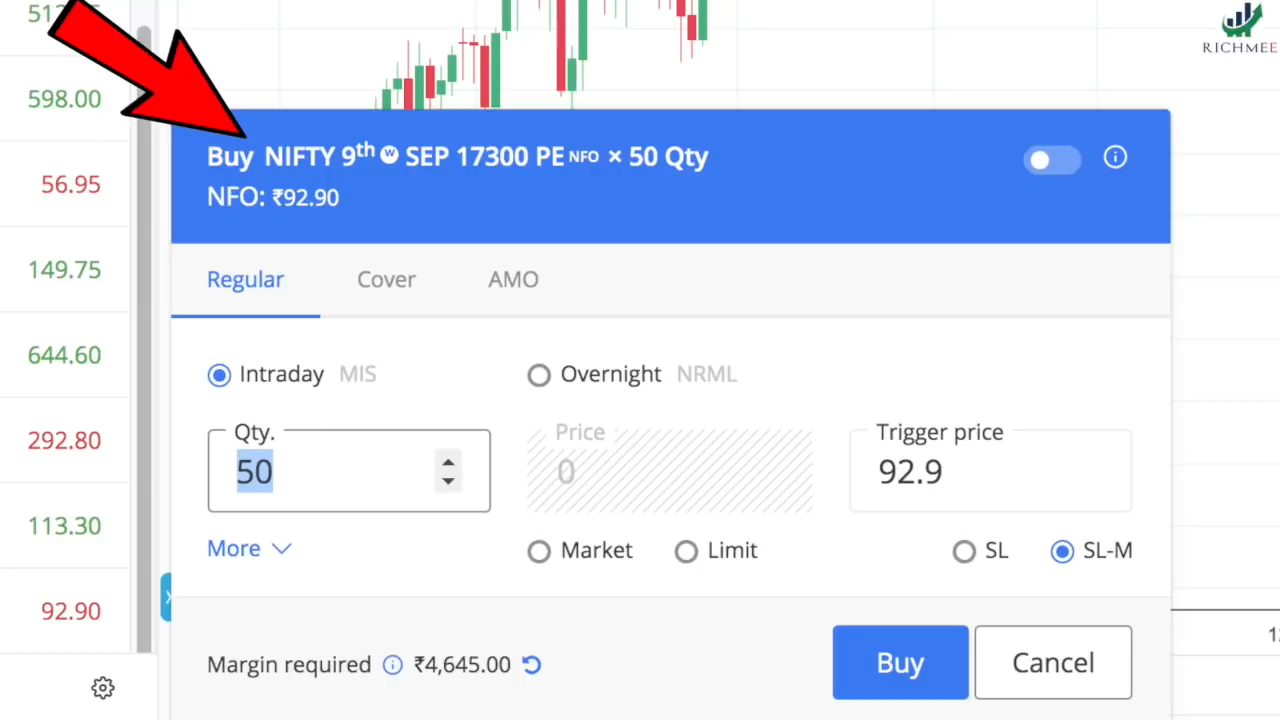 598.00
56.95
149.75
644.60
292.80
113.30
92.90
RICHMEE
Buy NIFTY 9th W SEP 17300 PE NFO × 50 Qty
NFO: ₹92.90
Regular Cover AMO
Intraday MIS Overnight NRML
Qty. Price Trigger price
50 0 92.9
More Market Limit SL SL-M
Margin required ₹4,645.00 Buy Cancel